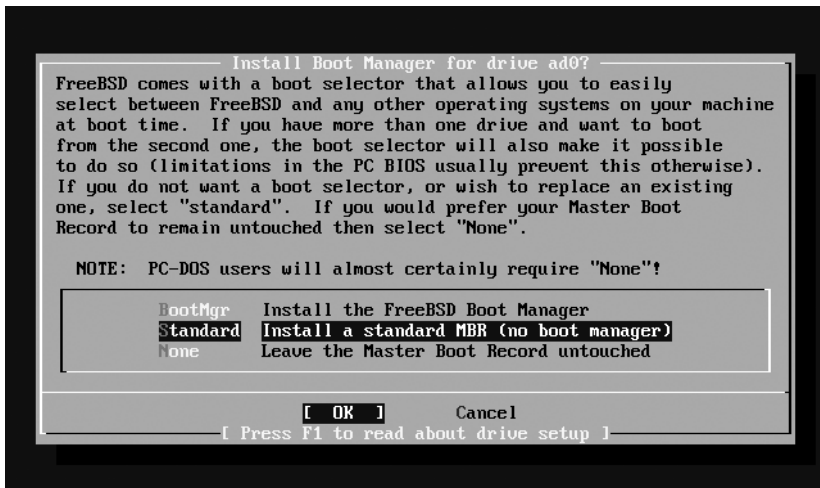 Install Boot Manager for drive ad0?
FreeBSD comes with a boot selector that allows you to easily
select between FreeBSD and any other operating systems on your machine
at boot time.  If you have more than one drive and want to boot
from the second one, the boot selector will also make it possible
to do so (limitations in the PC BIOS usually prevent this otherwise).
If you do not want a boot selector, or wish to replace an existing
one, select "standard".  If you would prefer your Master Boot
Record to remain untouched then select "None".
NOTE:  PC-DOS users will almost certainly require "None"!
BootMgr   Install the FreeBSD Boot Manager
Standard  Install a standard MBR (no boot manager)
None      Leave the Master Boot Record untouched
[  OK  ]       Cancel
[ Press F1 to read about drive setup ]